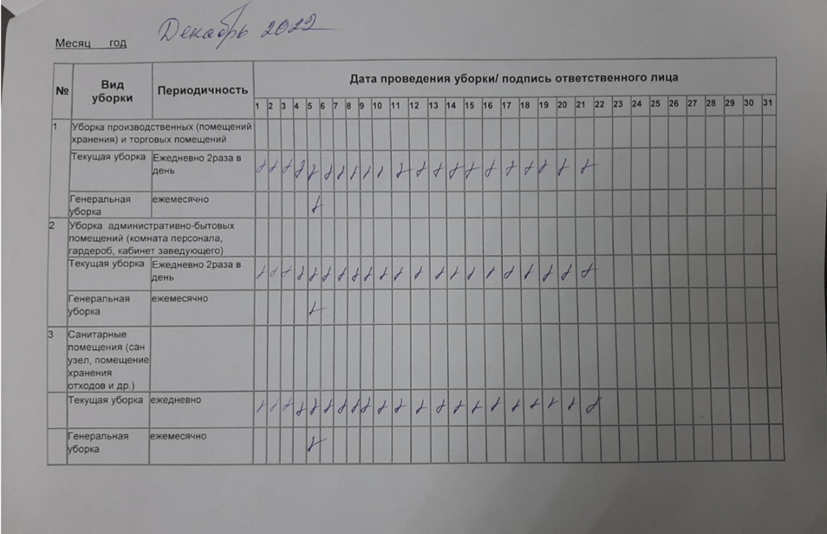 Месяц год Декабрь 2022
№ Вид уборки Периодичность Дата проведения уборки/ подпись ответственного лица
1 2 3 4 5 6 7 8 9 10 11 12 13 14 15 16 17 18 19 20 21 22 23 24 25 26 27 28 29 30 31
1 Уборка производственных (помещений
хранения) и торговых помещений
Текущая уборка Ежедневно 2раза в
день
Генеральная ежемесячно
уборка
2 Уборка административно-бытовых
помещений (комната персонала,
гардероб, кабинет заведующего)
Текущая уборка Ежедневно 2раза в
день
Генеральная ежемесячно
уборка
3 Санитарные
помещения (сан
узел, помещение
хранения
отходов и др.)
Текущая уборка ежедневно
Генеральная ежемесячно
уборка